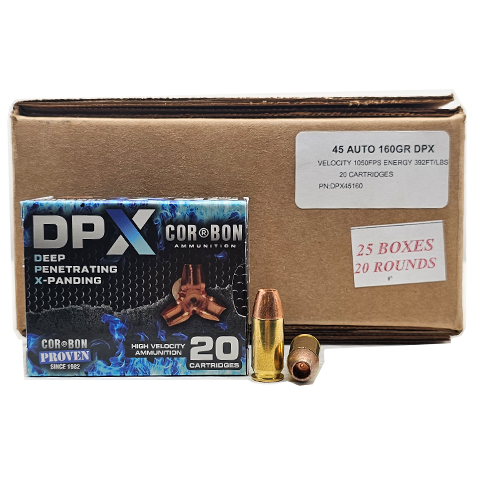 45 AUTO 160GR DPX
VELOCITY 1050FPS ENERGY 392FT/LBS
20 CARTRIDGES
PN:DPX45160
25 BOXES
20 ROUNDS
DPX
COR®BON
AMMUNITION
DEEP
PENETRATING
X-PANDING
COR®BON
PROVEN
SINCE 1982
HIGH VELOCITY
AMMUNITION
20
CARTRIDGES